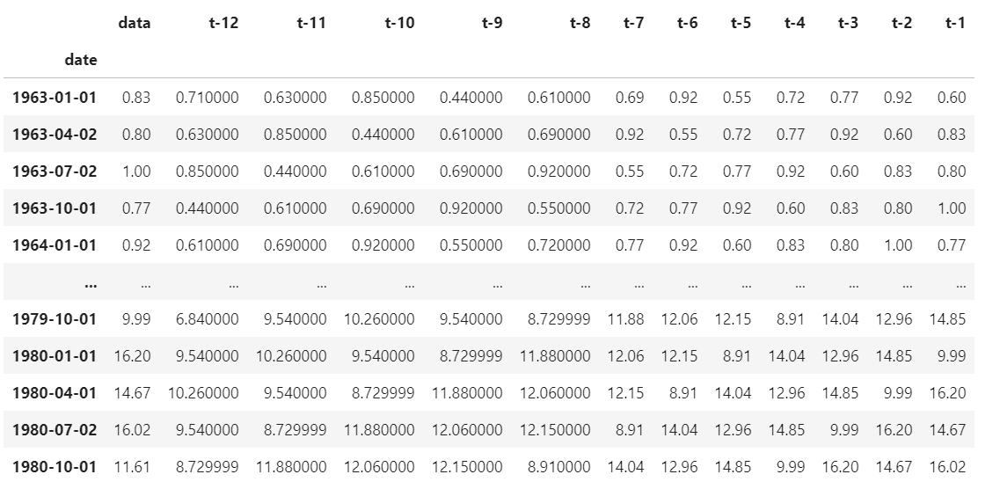 data t-12 t-11 t-10 t-9 t-8 t-7 t-6 t-5 t-4 t-3 t-2 t-1
date
1963-01-01 0.83 0.710000 0.630000 0.850000 0.440000 0.610000 0.69 0.92 0.55 0.72 0.77 0.92 0.60
1963-04-02 0.80 0.630000 0.850000 0.440000 0.610000 0.690000 0.92 0.55 0.72 0.77 0.92 0.60 0.83
1963-07-02 1.00 0.850000 0.440000 0.610000 0.690000 0.920000 0.55 0.72 0.77 0.92 0.60 0.83 0.80
1963-10-01 0.77 0.440000 0.610000 0.690000 0.920000 0.550000 0.72 0.77 0.92 0.60 0.83 0.80 1.00
1964-01-01 0.92 0.610000 0.690000 0.920000 0.550000 0.720000 0.77 0.92 0.60 0.83 0.80 1.00 0.77
... ... ... ... ... ... ... ... ... ... ... ... ... ...
1979-10-01 9.99 6.840000 9.540000 10.260000 9.540000 8.729999 11.88 12.06 12.15 8.91 14.04 12.96 14.85
1980-01-01 16.20 9.540000 10.260000 9.540000 8.729999 11.880000 12.06 12.15 8.91 14.04 12.96 14.85 9.99
1980-04-01 14.67 10.260000 9.540000 8.729999 11.880000 12.060000 12.15 8.91 14.04 12.96 14.85 9.99 16.20
1980-07-02 16.02 9.540000 8.729999 11.880000 12.060000 12.150000 8.91 14.04 12.96 14.85 9.99 16.20 14.67
1980-10-01 11.61 8.729999 11.880000 12.060000 12.150000 8.910000 14.04 12.96 14.85 9.99 16.20 14.67 16.02